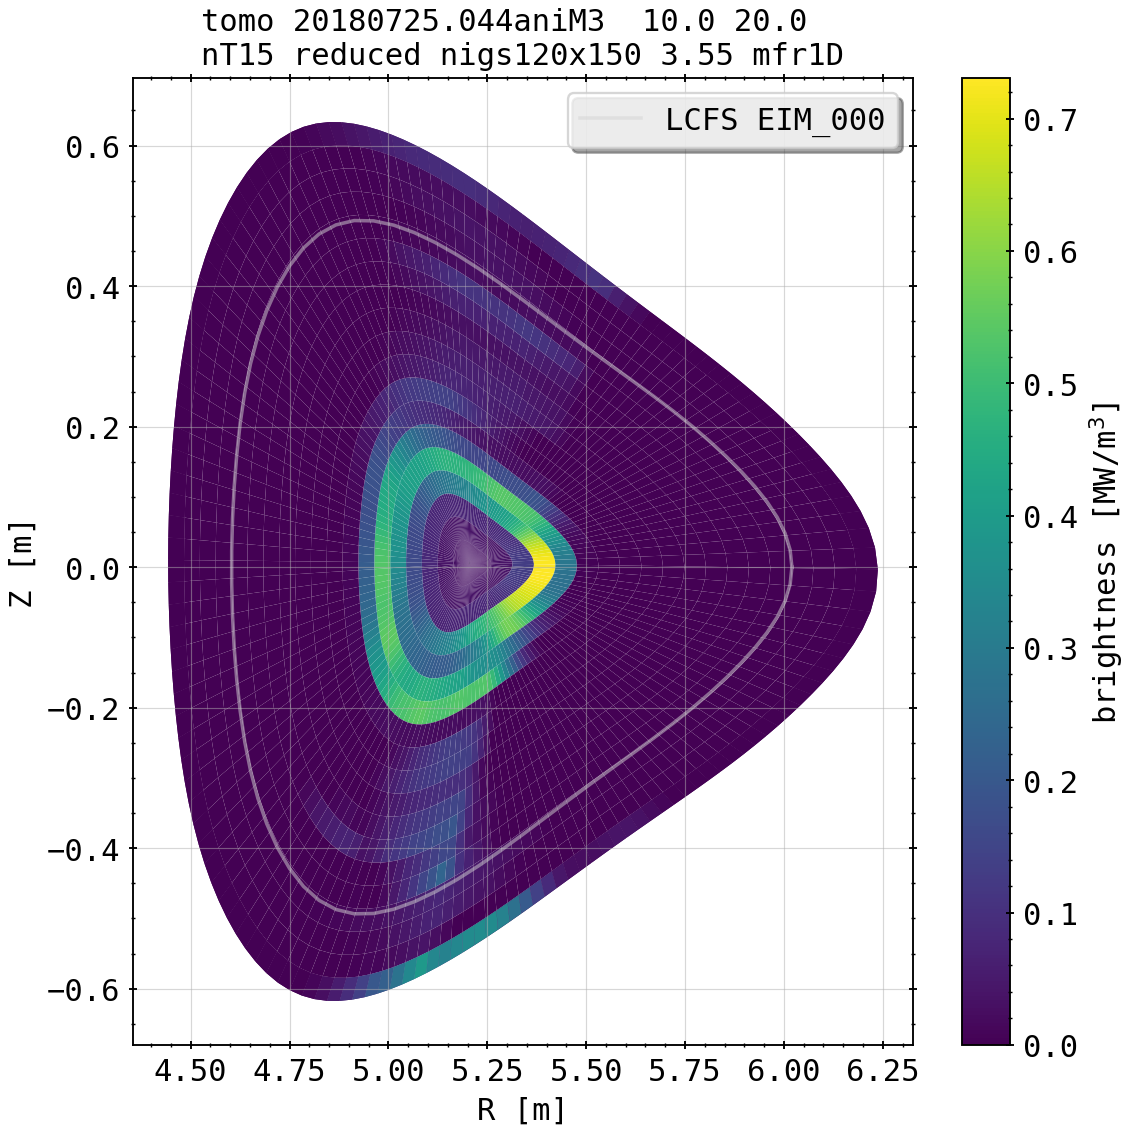 tomo 20180725.044aniM3  10.0 20.0
nT15 reduced nigs120x150 3.55 mfr1D
LCFS EIM_000
0.6
0.4
0.2
0.0
−0.2
−0.4
−0.6
Z [m]
4.50 4.75 5.00 5.25 5.50 5.75 6.00 6.25
R [m]
0.7
0.6
0.5
0.4
0.3
0.2
0.1
0.0
brightness [MW/m³]